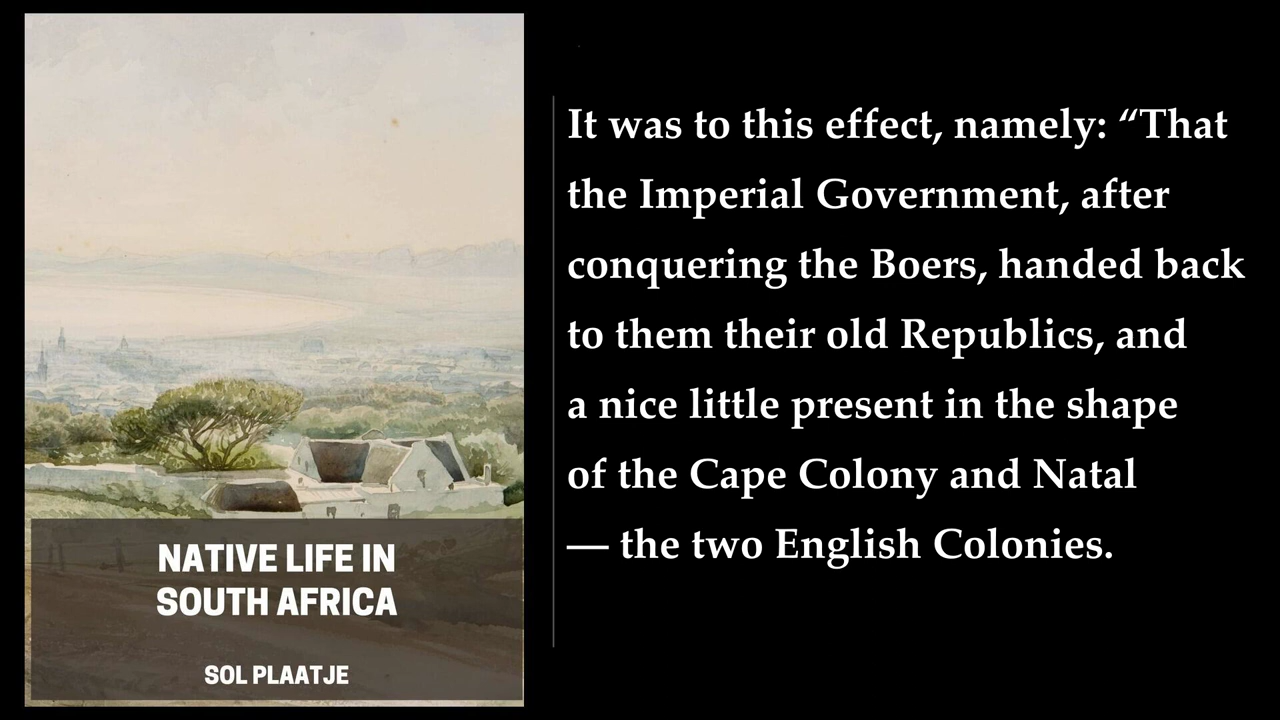 NATIVE LIFE IN
SOUTH AFRICA
SOL PLAATJE
It was to this effect, namely: “That
the Imperial Government, after
conquering the Boers, handed back
to them their old Republics, and
a nice little present in the shape
of the Cape Colony and Natal
— the two English Colonies.